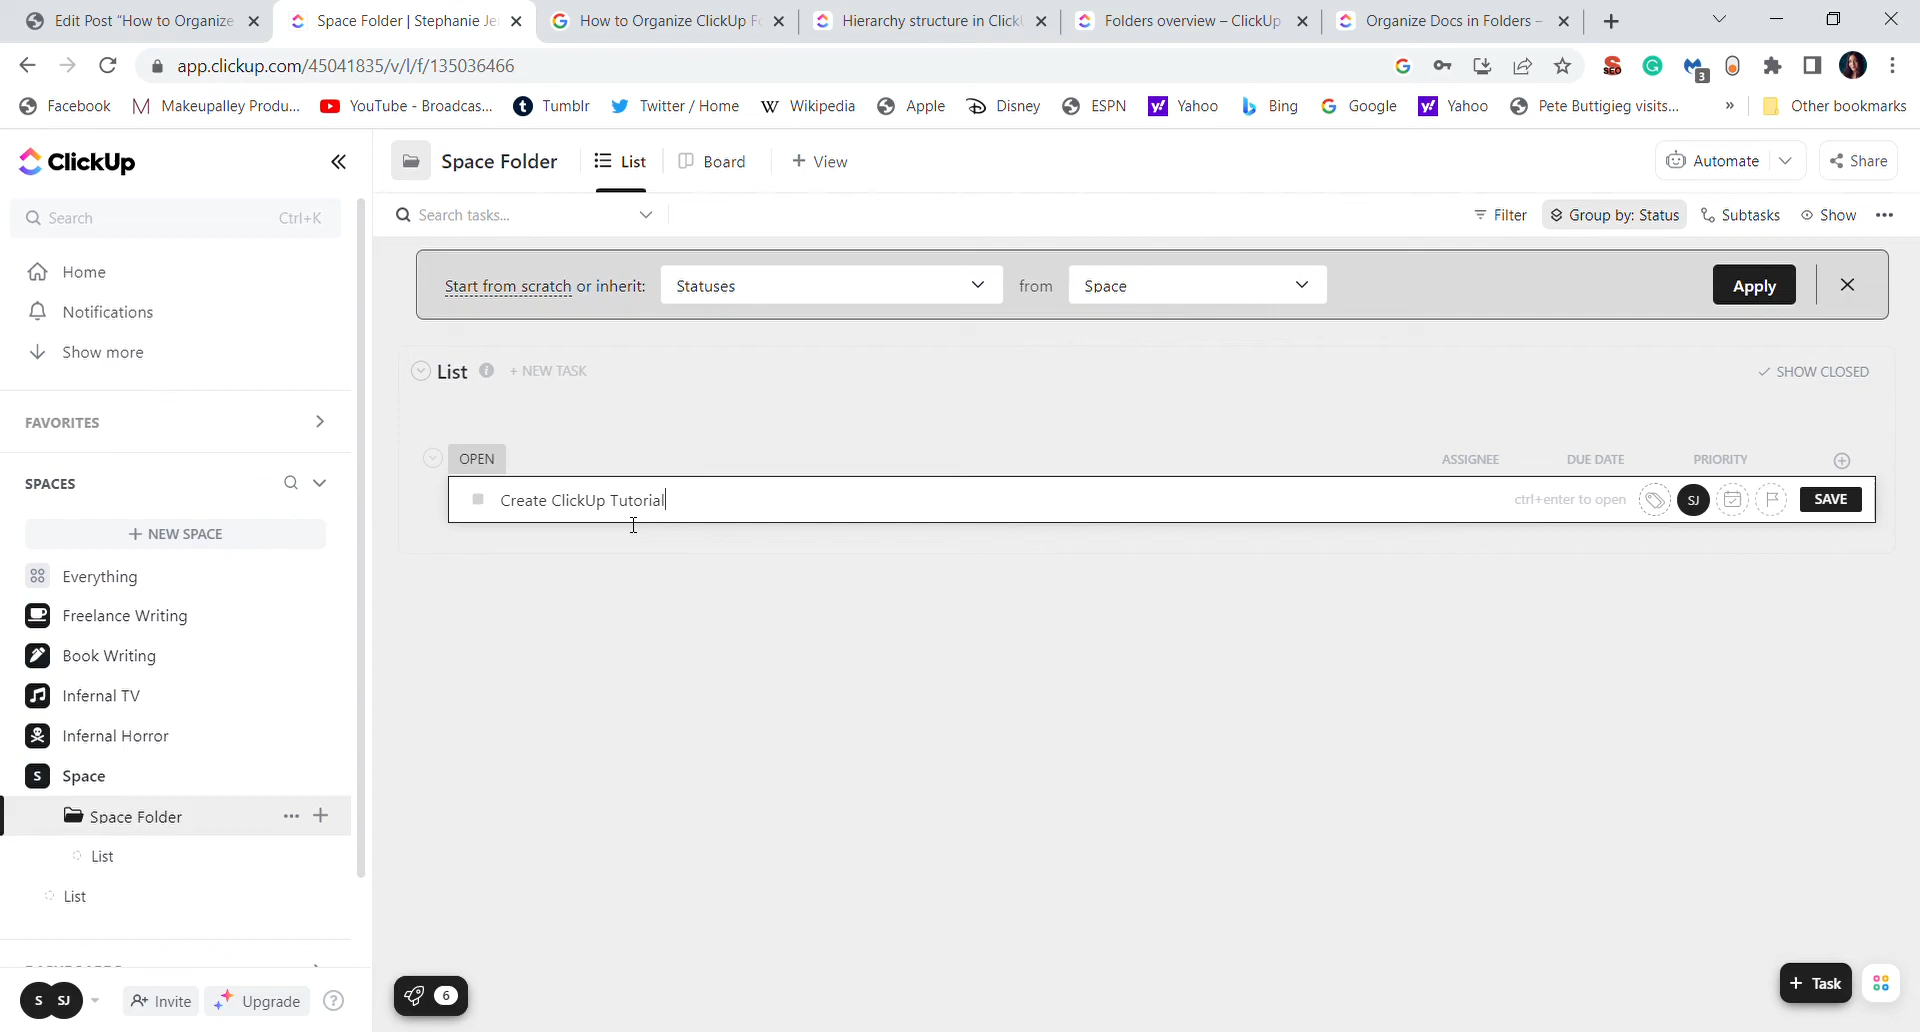 Edit Post “How to Organize
Space Folder | Stephanie Je
How to Organize ClickUp Fo
Hierarchy structure in Click
Folders overview – ClickUp
Organize Docs in Folders –
app.clickup.com/45041835/v/l/f/135036466
3
Facebook
Makeupalley Produ...
YouTube - Broadcas...
Tumblr
Twitter / Home
Wikipedia
Apple
Disney
ESPN
Yahoo
Bing
Google
Yahoo
Pete Buttigieg visits...
»
Other bookmarks
ClickUp
Space Folder
List
Board
+ View
Automate
Share
Search
Ctrl+K
Search tasks...
Filter
Group by: Status
Subtasks
Show
Home
Notifications
Show more
Start from scratch or inherit:
Statuses
from
Space
Apply
List
+ NEW TASK
SHOW CLOSED
FAVORITES
OPEN
ASSIGNEE
DUE DATE
PRIORITY
SPACES
Create ClickUp Tutorial
ctrl+enter to open
SJ
SAVE
+ NEW SPACE
Everything
Freelance Writing
Book Writing
Infernal TV
Infernal Horror
S
Space
Space Folder
List
List
S
SJ
Invite
Upgrade
?
6
+ Task